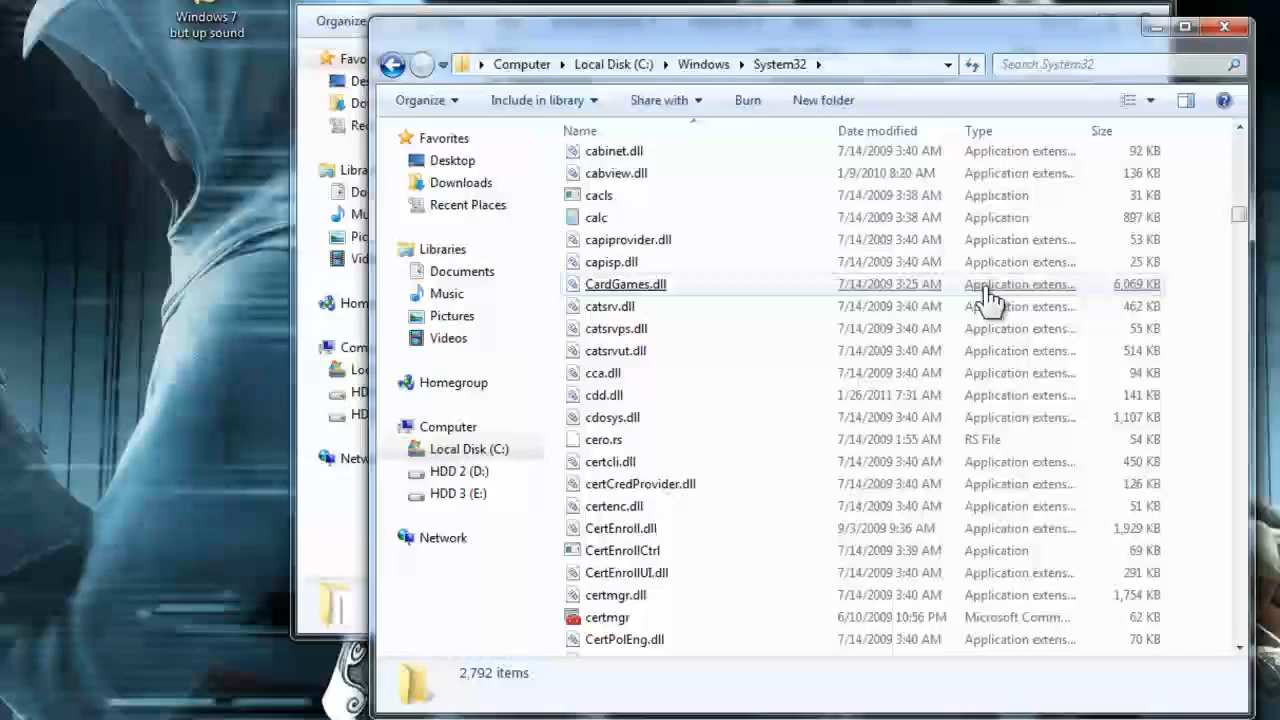 Windows 7
but up sound
Organize
Computer Local Disk (C:) Windows System32
Search System32
Organize Include in library Share with Burn New folder
Favorites
Desktop
Downloads
Recent Places
Libraries
Documents
Music
Pictures
Videos
Homegroup
Computer
Local Disk (C:)
HDD 2 (D:)
HDD 3 (E:)
Network
Name Date modified Type Size
cabinet.dll 7/14/2009 3:40 AM Application extens... 92 KB
cabview.dll 1/9/2010 8:20 AM Application extens... 136 KB
cacls 7/14/2009 3:38 AM Application 31 KB
calc 7/14/2009 3:38 AM Application 897 KB
capiprovider.dll 7/14/2009 3:40 AM Application extens... 53 KB
capisp.dll 7/14/2009 3:40 AM Application extens... 25 KB
CardGames.dll 7/14/2009 3:25 AM Application extens... 6,069 KB
catsrv.dll 7/14/2009 3:40 AM Application extens... 462 KB
catsrvps.dll 7/14/2009 3:40 AM Application extens... 55 KB
catsrvut.dll 7/14/2009 3:40 AM Application extens... 514 KB
cca.dll 7/14/2009 3:40 AM Application extens... 94 KB
cdd.dll 1/26/2011 7:31 AM Application extens... 141 KB
cdosys.dll 7/14/2009 3:40 AM Application extens... 1,107 KB
cero.rs 7/14/2009 1:55 AM RS File 54 KB
certcli.dll 7/14/2009 3:40 AM Application extens... 450 KB
certCredProvider.dll 7/14/2009 3:40 AM Application extens... 126 KB
certenc.dll 7/14/2009 3:40 AM Application extens... 51 KB
CertEnroll.dll 9/3/2009 9:36 AM Application extens... 1,929 KB
CertEnrollCtrl 7/14/2009 3:39 AM Application 69 KB
CertEnrollUI.dll 7/14/2009 3:40 AM Application extens... 291 KB
certmgr.dll 7/14/2009 3:40 AM Application extens... 1,754 KB
certmgr 6/10/2009 10:56 PM Microsoft Comm... 62 KB
CertPolEng.dll 7/14/2009 3:40 AM Application extens... 70 KB
2,792 items